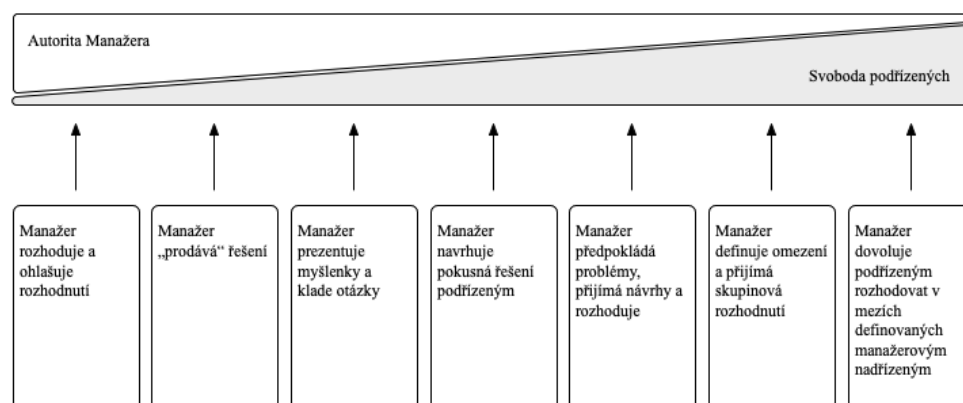 Autorita Manažera
Svoboda podřízených
Manažer
rozhoduje a
ohlašuje
rozhodnutí
Manažer
„prodává“ řešení
Manažer
prezentuje
myšlenky a
klade otázky
Manažer
navrhuje
pokusná řešení
podřízeným
Manažer
předpokládá
problémy,
přijímá návrhy a
rozhoduje
Manažer
definuje omezení
a přijímá
skupinová
rozhodnutí
Manažer
dovoluje
podřízeným
rozhodovat v
mezích
definovaných
manažerovým
nadřízeným